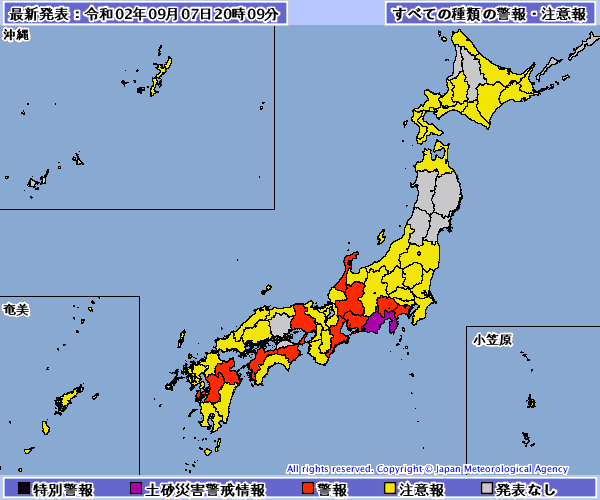 最新発表：令和02年09月07日20時09分
すべての種類の警報・注意報
沖縄
奄美
小笠原
All rights reserved. Copyright © Japan Meteorological Agency
特別警報 土砂災害警戒情報 警報 注意報 発表なし